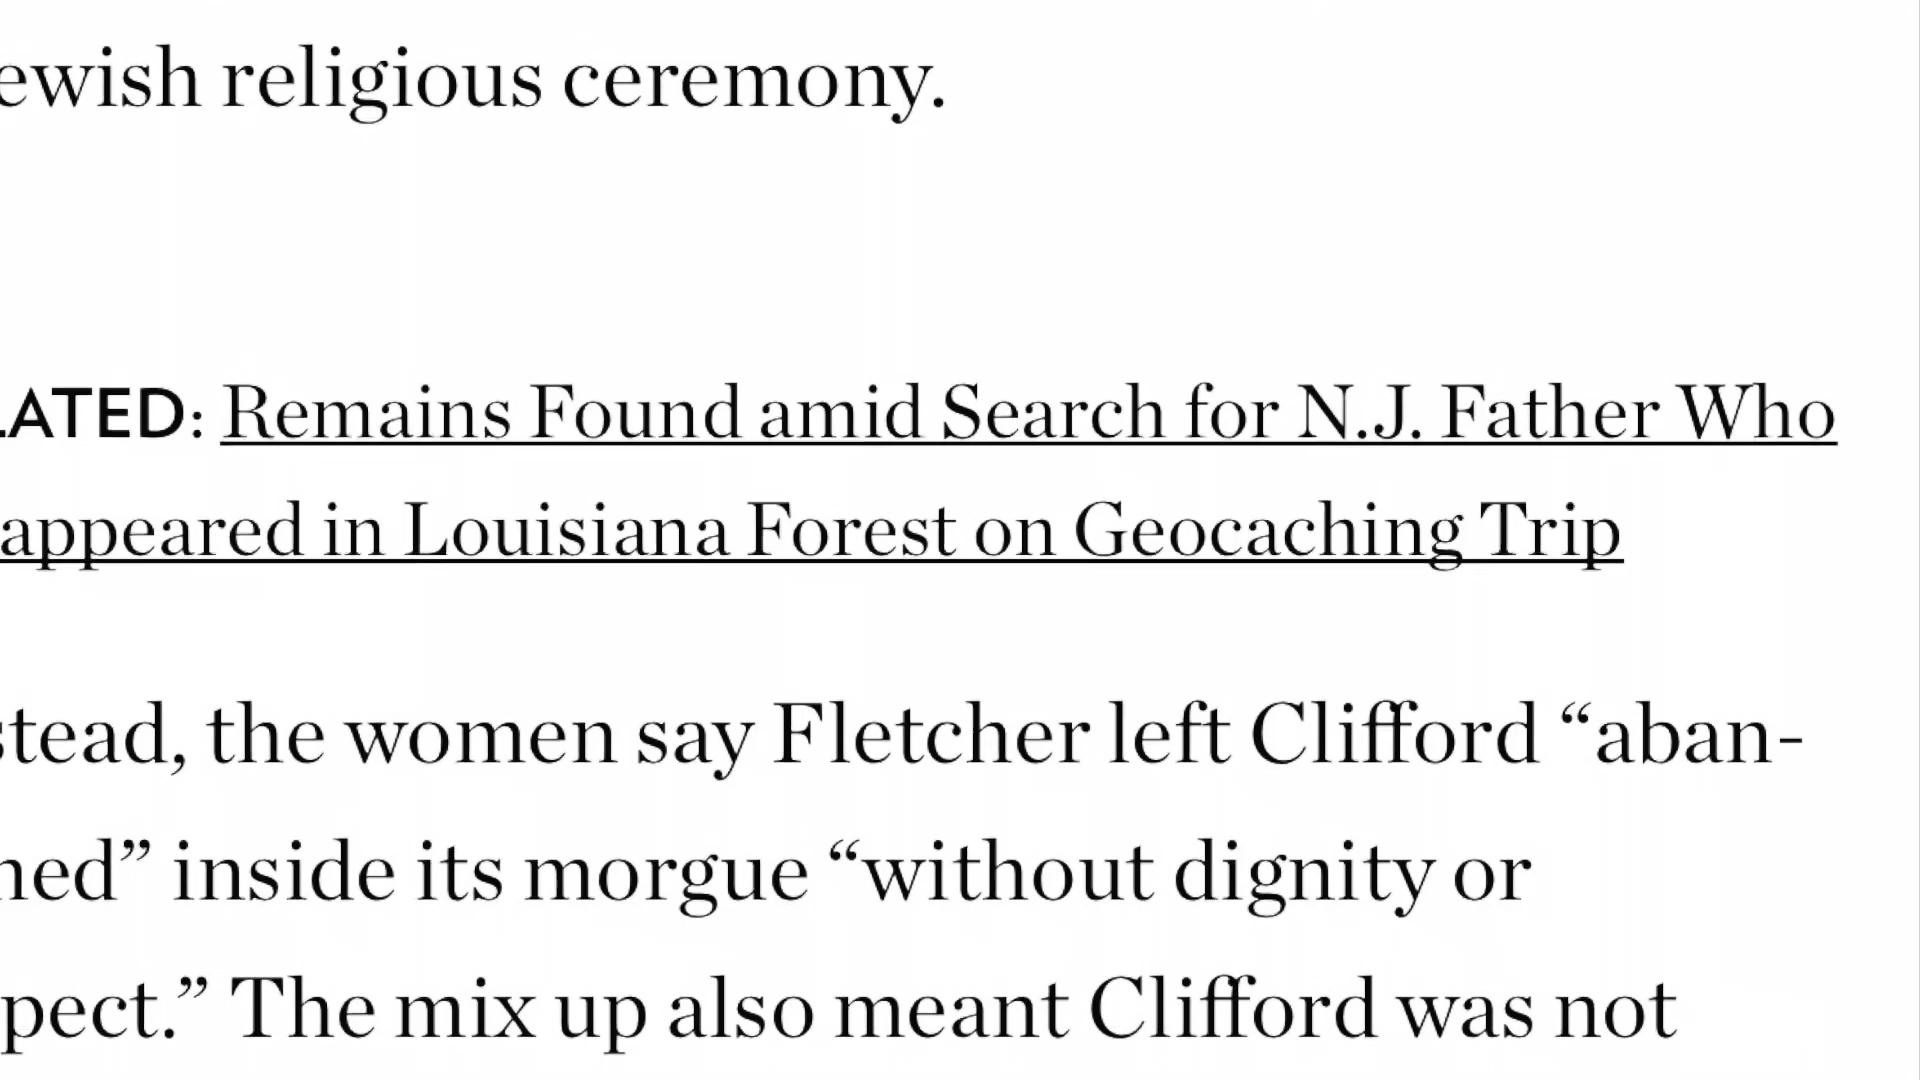 ewish religious ceremony.
LATED: Remains Found amid Search for N.J. Father Who
appeared in Louisiana Forest on Geocaching Trip
stead, the women say Fletcher left Clifford “aban-
ned” inside its morgue “without dignity or
pect.” The mix up also meant Clifford was not